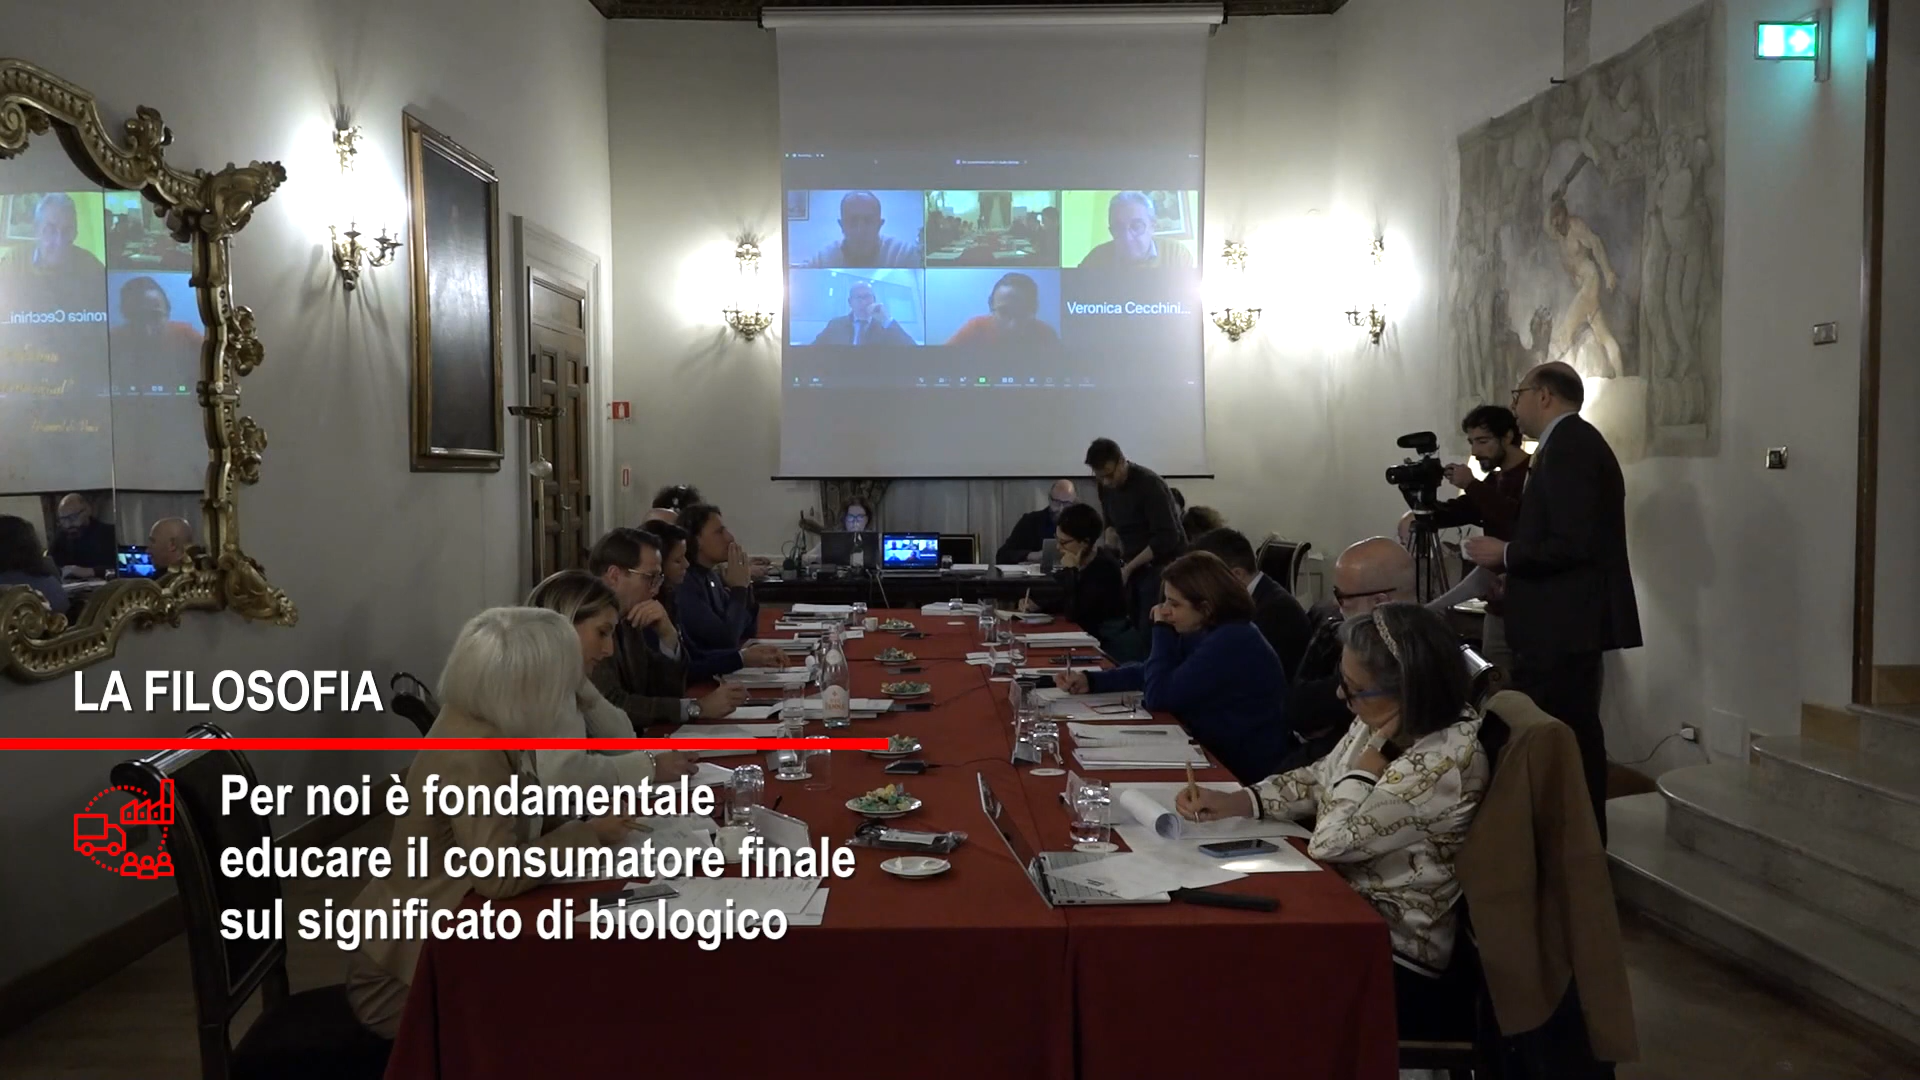 Veronica Cecchini...
LA FILOSOFIA
Per noi è fondamentale
educare il consumatore finale
sul significato di biologico